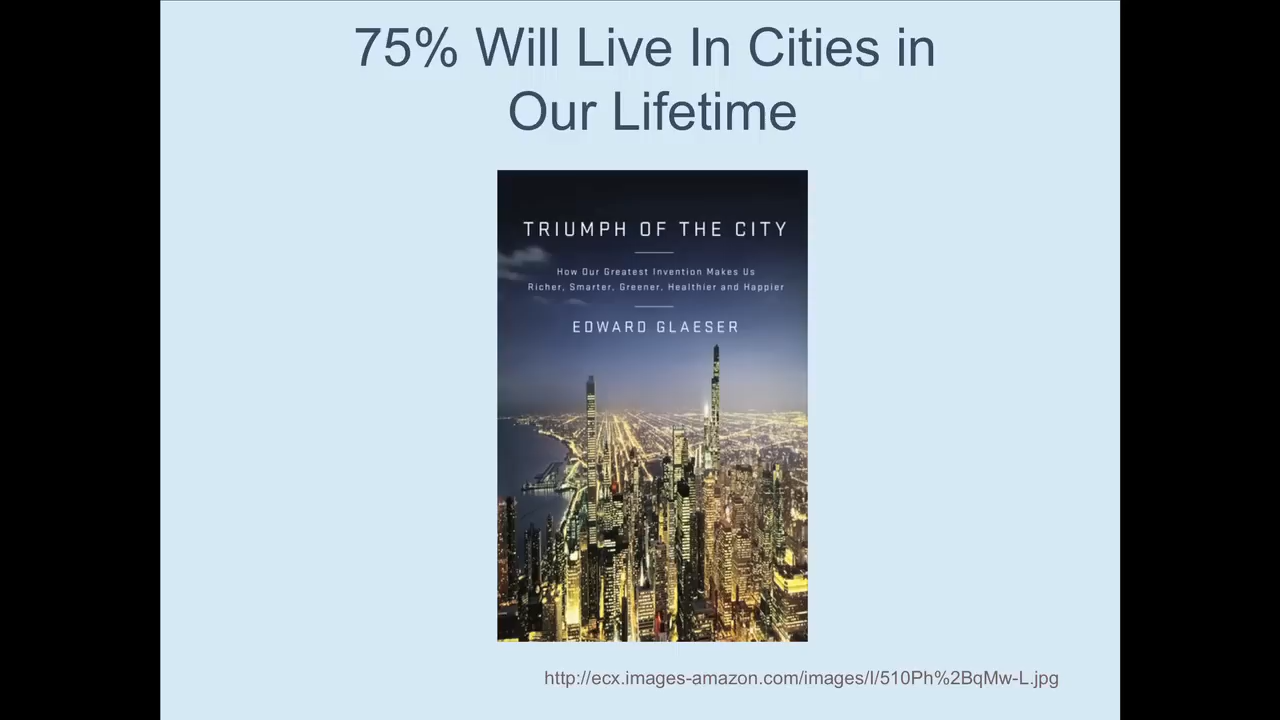 75% Will Live In Cities in
Our Lifetime
TRIUMPH OF THE CITY
How Our Greatest Invention Makes Us
Richer, Smarter, Greener, Healthier and Happier
EDWARD GLAESER
http://ecx.images-amazon.com/images/I/510Ph%2BqMw-L.jpg